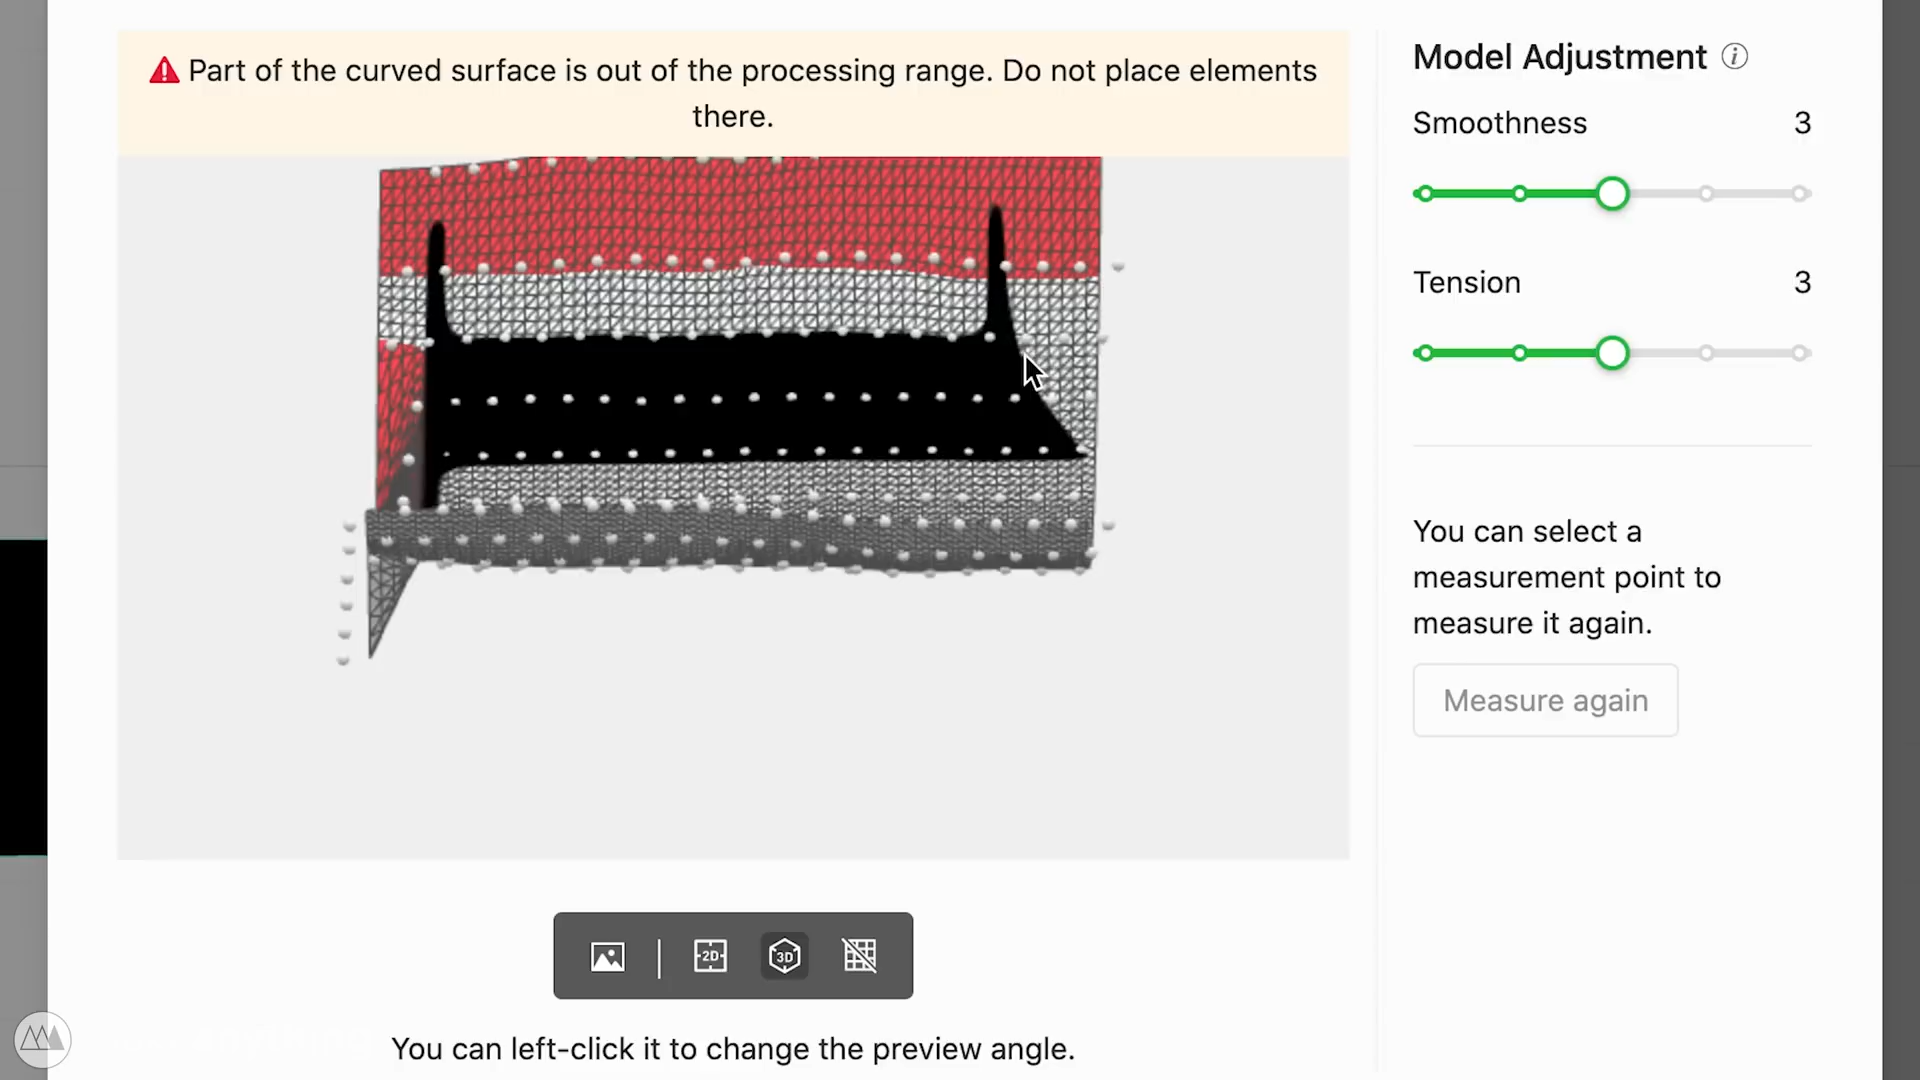 Part of the curved surface is out of the processing range. Do not place elements
there.
Model Adjustment
Smoothness 3
Tension 3
You can select a
measurement point to
measure it again.
Measure again
2D
3D
You can left-click it to change the preview angle.